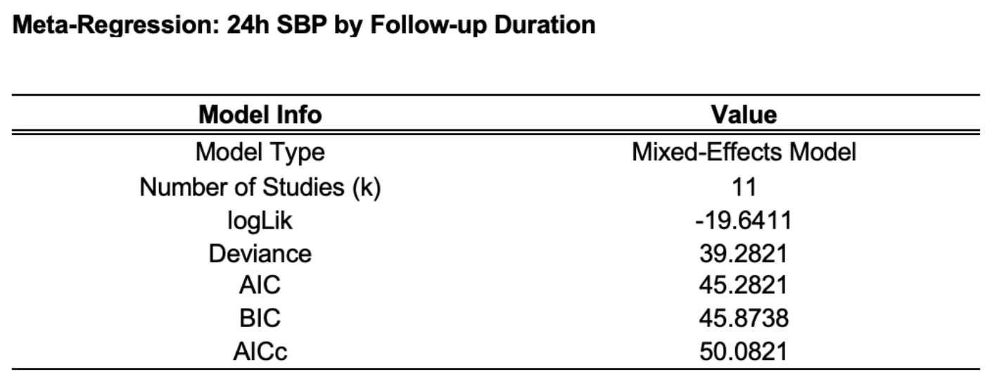 Meta-Regression: 24h SBP by Follow-up Duration
Model Info Value
Model Type Mixed-Effects Model
Number of Studies (k) 11
logLik -19.6411
Deviance 39.2821
AIC 45.2821
BIC 45.8738
AICc 50.0821